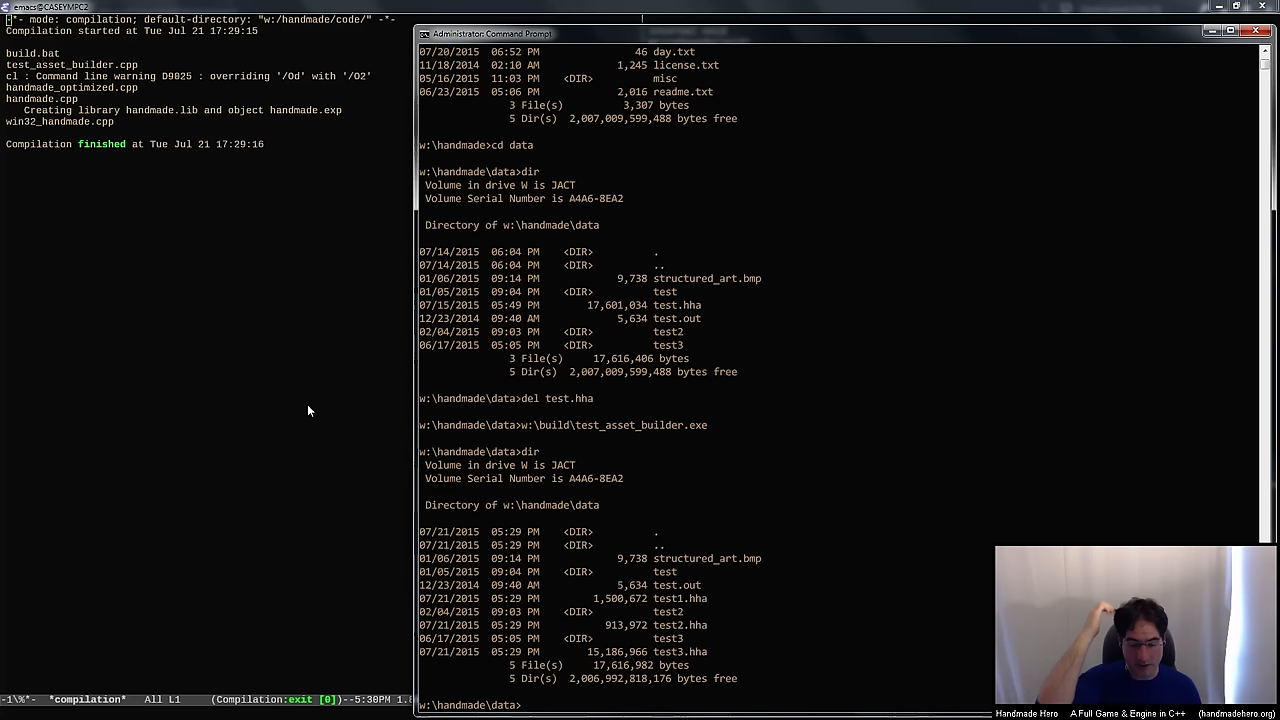 emacs@CASEYMPC2
-*- mode: compilation; default-directory: "w:/handmade/code/" -*-
Compilation started at Tue Jul 21 17:29:15
build.bat
test_asset_builder.cpp
cl : Command line warning D9025 : overriding '/Od' with '/O2'
handmade_optimized.cpp
handmade.cpp
Creating library handmade.lib and object handmade.exp
win32_handmade.cpp
Compilation finished at Tue Jul 21 17:29:16
-1\%*- *compilation* All L1 (Compilation:exit [0])--5:30PM 1.
Administrator: Command Prompt
07/20/2015 06:52 PM 46 day.txt
11/18/2014 02:10 AM 1,245 license.txt
05/16/2015 11:03 PM <DIR> misc
06/23/2015 05:06 PM 2,016 readme.txt
3 File(s) 3,307 bytes
5 Dir(s) 2,007,009,599,488 bytes free
w:\handmade>cd data
w:\handmade\data>dir
Volume in drive W is JACT
Volume Serial Number is A4A6-8EA2
Directory of w:\handmade\data
07/14/2015 06:04 PM <DIR> .
07/14/2015 06:04 PM <DIR> ..
01/06/2015 09:14 PM 9,738 structured_art.bmp
01/05/2015 09:04 PM <DIR> test
07/15/2015 05:49 PM 17,601,034 test.hha
12/23/2014 09:40 AM 5,634 test.out
02/04/2015 09:03 PM <DIR> test2
06/17/2015 05:05 PM <DIR> test3
3 File(s) 17,616,406 bytes
5 Dir(s) 2,007,009,599,488 bytes free
w:\handmade\data>del test.hha
w:\handmade\data>w:\build\test_asset_builder.exe
w:\handmade\data>dir
Volume in drive W is JACT
Volume Serial Number is A4A6-8EA2
Directory of w:\handmade\data
07/21/2015 05:29 PM <DIR> .
07/21/2015 05:29 PM <DIR> ..
01/06/2015 09:14 PM 9,738 structured_art.bmp
01/05/2015 09:04 PM <DIR> test
12/23/2014 09:40 AM 5,634 test.out
07/21/2015 05:29 PM 1,500,672 test1.hha
02/04/2015 09:03 PM <DIR> test2
07/21/2015 05:29 PM 913,972 test2.hha
06/17/2015 05:05 PM <DIR> test3
07/21/2015 05:29 PM 15,186,966 test3.hha
5 File(s) 17,616,982 bytes
5 Dir(s) 2,006,992,818,176 bytes free
w:\handmade\data>
Handmade Hero A Full Game & Engine in C++ (handmadehero.org)